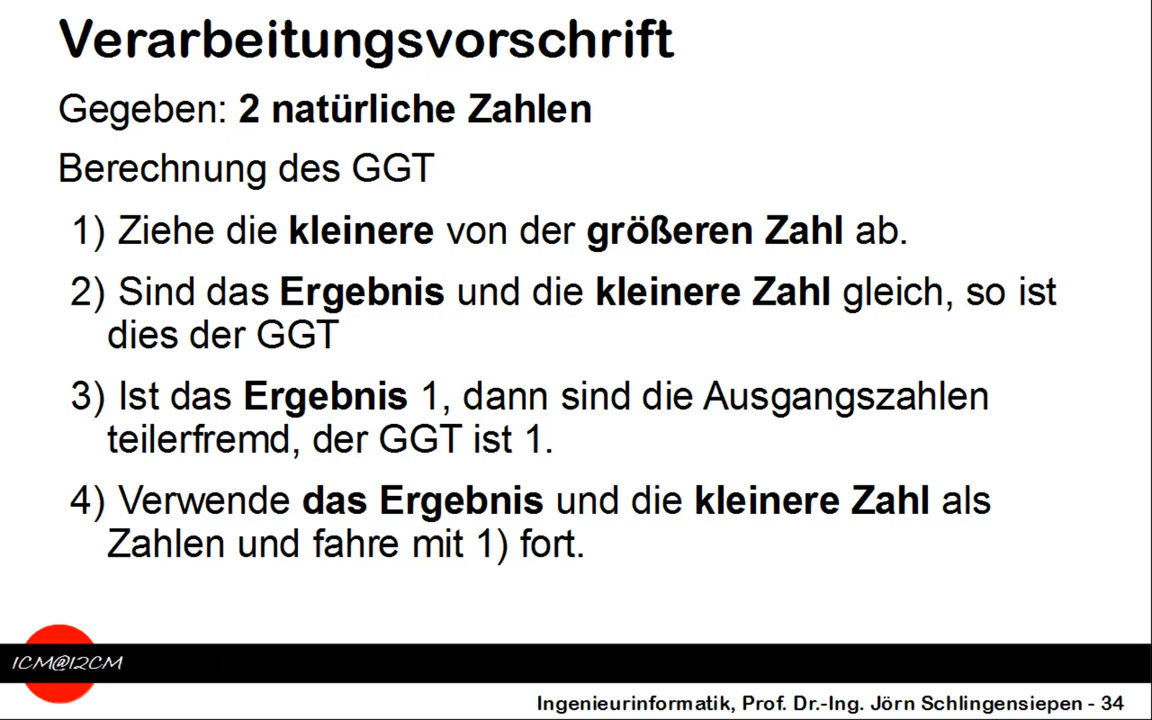 Verarbeitungsvorschrift
Gegeben: 2 natürliche Zahlen
Berechnung des GGT
1) Ziehe die kleinere von der größeren Zahl ab.
2) Sind das Ergebnis und die kleinere Zahl gleich, so ist
dies der GGT
3) Ist das Ergebnis 1, dann sind die Ausgangszahlen
teilerfremd, der GGT ist 1.
4) Verwende das Ergebnis und die kleinere Zahl als
Zahlen und fahre mit 1) fort.
1CM@12CM
Ingenieurinformatik, Prof. Dr.-Ing. Jörn Schlingensiepen - 34